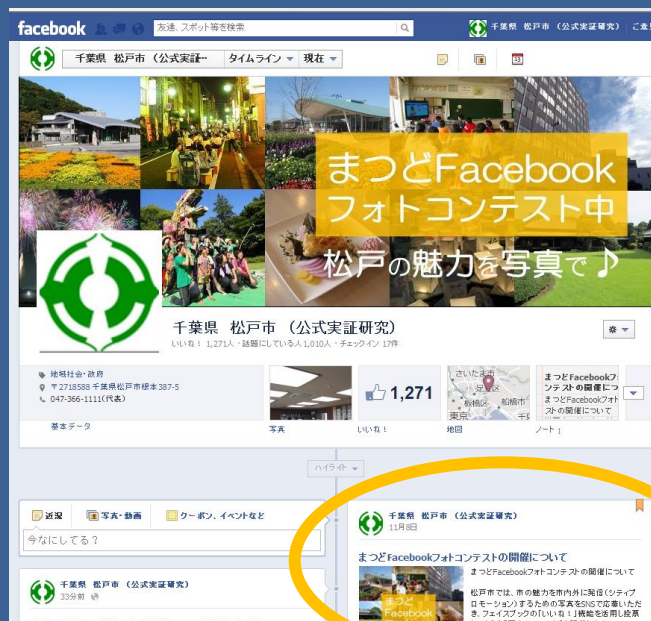 facebook
友達、スポット等を検索
千葉県 松戸市 (公式実証研究)
千葉県 松戸市 (公式実証…
タイムライン
現在
まつどFacebook
フォトコンテスト中
松戸の魅力を写真で♪
千葉県 松戸市 (公式実証研究)
いいね! 1,271人・話題にしている人1,010人・チェックイン 17件
地域社会・政府
〒2718588 千葉県松戸市根本387-5
047-366-1111(代表)
基本データ
写真
1,271
いいね!
さいたま市
足立区
板橋区
船橋市
東京
地図
まつどFacebookフ
ンテストの開催につ
まつどFacebookフォト
ストの開催について
ノート 1
ハイライト
近況
写真・動画
クーポン、イベントなど
今なにしてる?
千葉県 松戸市 (公式実証研究)
33分前
千葉県 松戸市 (公式実証研究)
11月8日
まつどFacebookフォトコンテストの開催について
まつど
Facebook
まつどFacebookフォトコンテストの開催について
松戸市では、市の魅力を市内外に発信(シティプ
ロモーション)するための写真をSNSで応募いただ
き、フェイスブックの「いいね!」機能を活用し投票